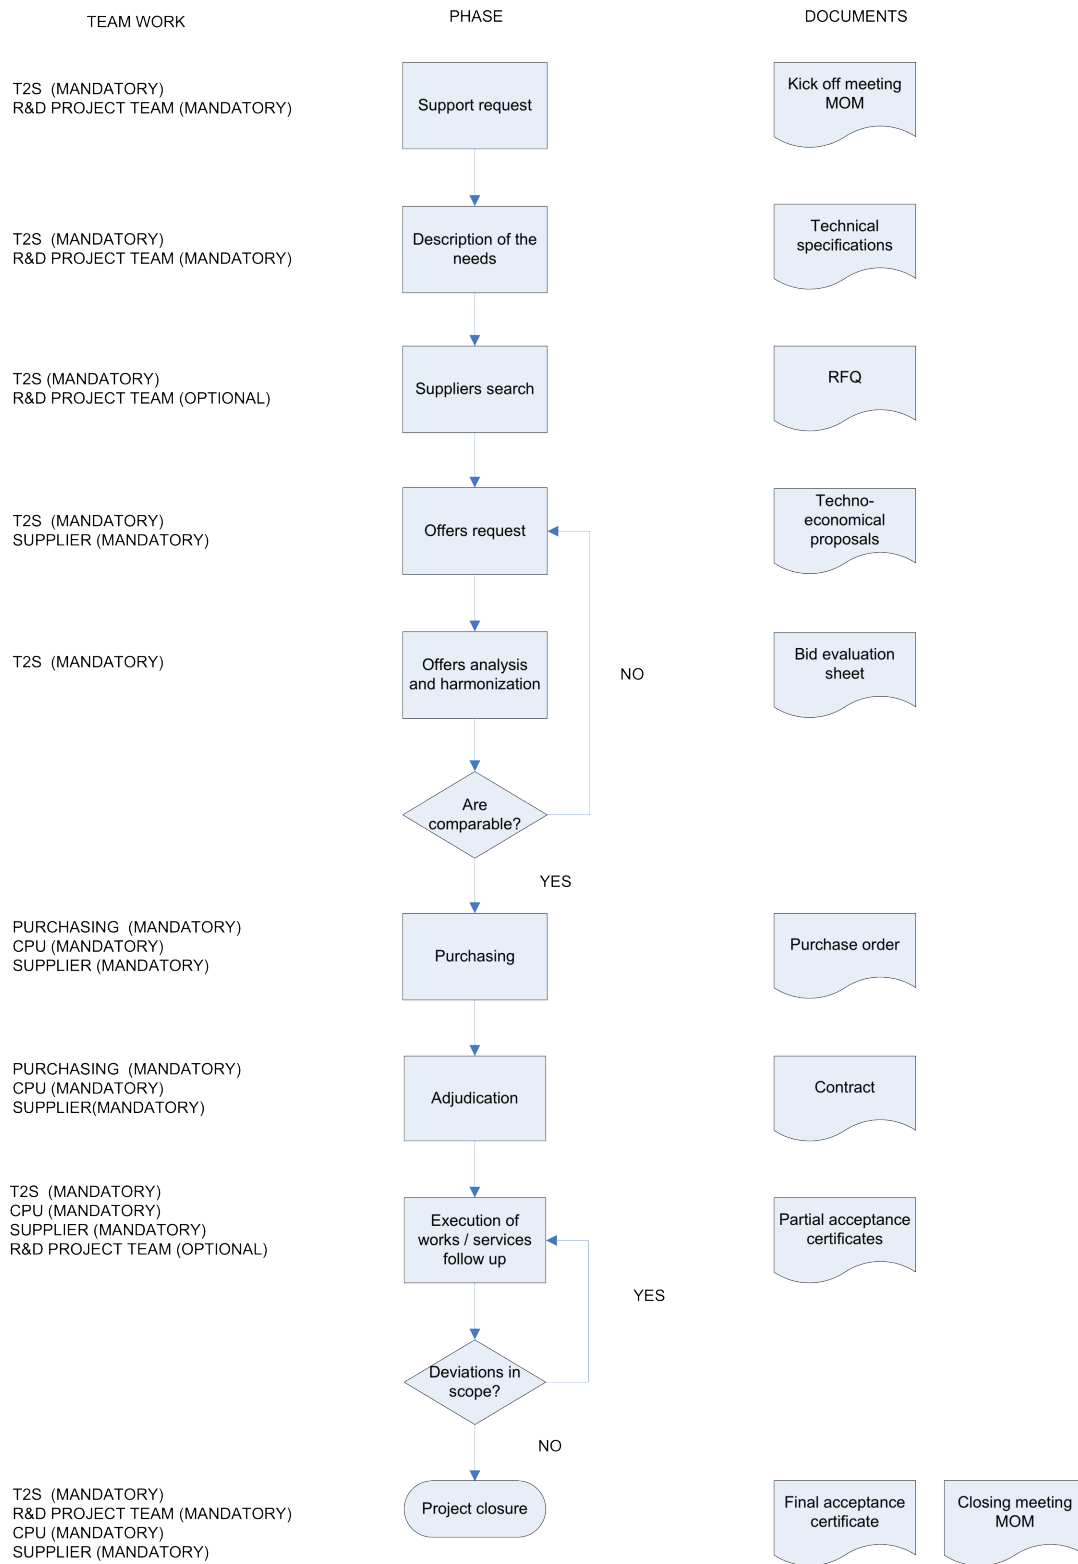 TEAM WORK
PHASE
DOCUMENTS
T2S (MANDATORY)
R&D PROJECT TEAM (MANDATORY)
Support request
Kick off meeting
MOM
T2S (MANDATORY)
R&D PROJECT TEAM (MANDATORY)
Description of the
needs
Technical
specifications
T2S (MANDATORY)
R&D PROJECT TEAM (OPTIONAL)
Suppliers search
RFQ
T2S (MANDATORY)
SUPPLIER (MANDATORY)
Offers request
Techno-
economical
proposals
T2S (MANDATORY)
Offers analysis
and harmonization
NO
Bid evaluation
sheet
Are
comparable?
YES
PURCHASING (MANDATORY)
CPU (MANDATORY)
SUPPLIER (MANDATORY)
Purchasing
Purchase order
PURCHASING (MANDATORY)
CPU (MANDATORY)
SUPPLIER(MANDATORY)
Adjudication
Contract
T2S (MANDATORY)
CPU (MANDATORY)
SUPPLIER (MANDATORY)
R&D PROJECT TEAM (OPTIONAL)
Execution of
works / services
follow up
Partial acceptance
certificates
YES
Deviations in
scope?
NO
T2S (MANDATORY)
R&D PROJECT TEAM (MANDATORY)
CPU (MANDATORY)
SUPPLIER (MANDATORY)
Project closure
Final acceptance
certificate
Closing meeting
MOM